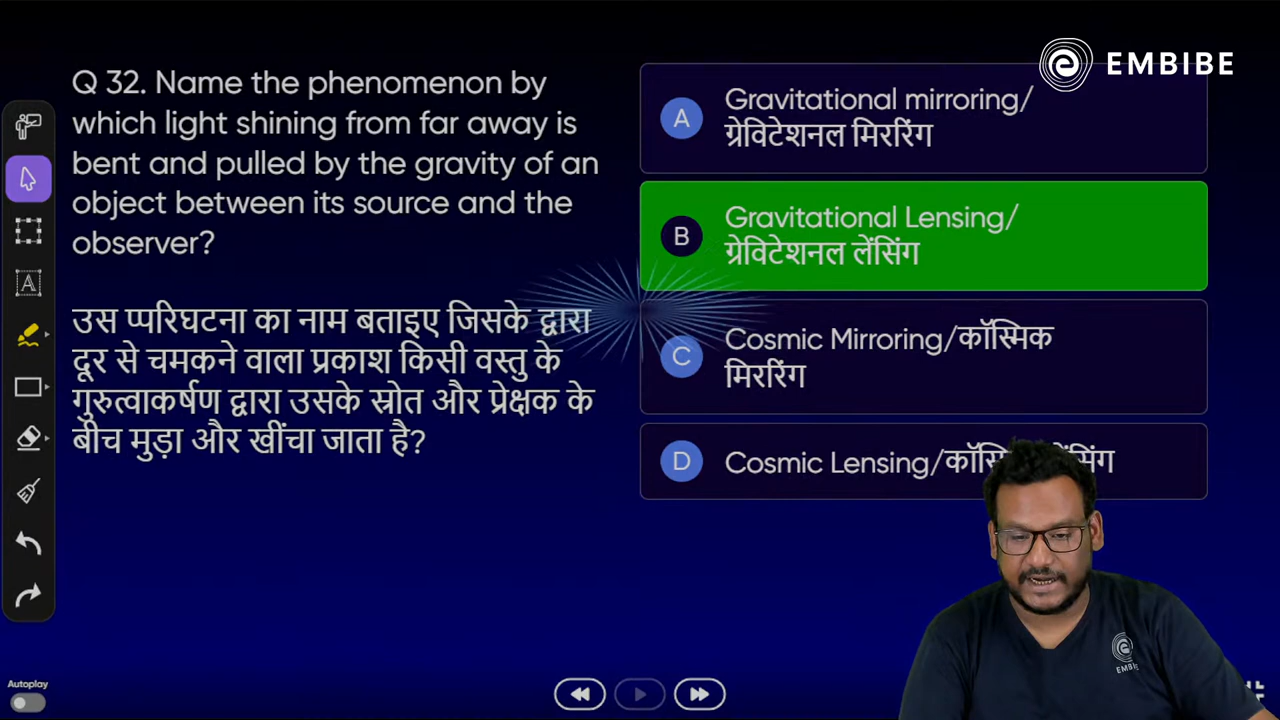 EMBIBE
Q 32. Name the phenomenon by
which light shining from far away is
bent and pulled by the gravity of an
object between its source and the
observer?
उस प्परिघटना का नाम बताइए जिसके द्वारा
दूर से चमकने वाला प्रकाश किसी वस्तु के
गुरुत्वाकर्षण द्वारा उसके स्रोत और प्रेक्षक के
बीच मुड़ा और खींचा जाता है?
A
Gravitational mirroring/
ग्रेविटेशनल मिररिंग
B
Gravitational Lensing/
ग्रेविटेशनल लेंसिंग
C
Cosmic Mirroring/कॉस्मिक
मिररिंग
D
Cosmic Lensing/
A
Autoplay
EMBIBE